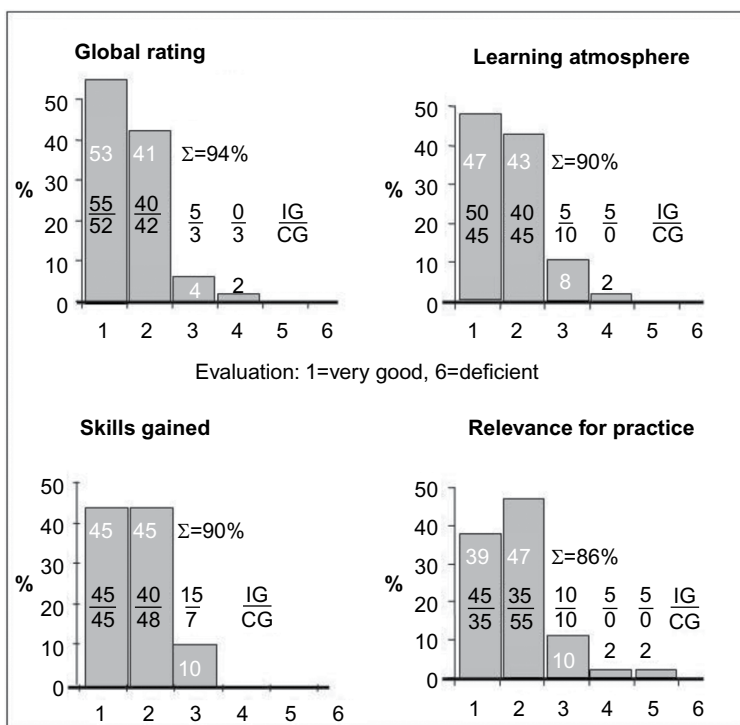 Global rating
50
40
30
20
10
0
%
53 41 Σ=94%
55 40 5 0 IG
52 42 3 3 CG
4 2
1 2 3 4 5 6
Learning atmosphere
50
40
30
20
10
0
%
47 43 Σ=90%
50 40 5 5 IG
45 45 10 0 CG
8 2
1 2 3 4 5 6
Evaluation: 1=very good, 6=deficient
Skills gained
50
40
30
20
10
0
%
45 45 Σ=90%
45 40 15 IG
45 48 7 CG
10
1 2 3 4 5 6
Relevance for practice
50
40
30
20
10
0
%
39 47 Σ=86%
45 35 10 5 5 IG
35 55 10 0 0 CG
10 2 2
1 2 3 4 5 6